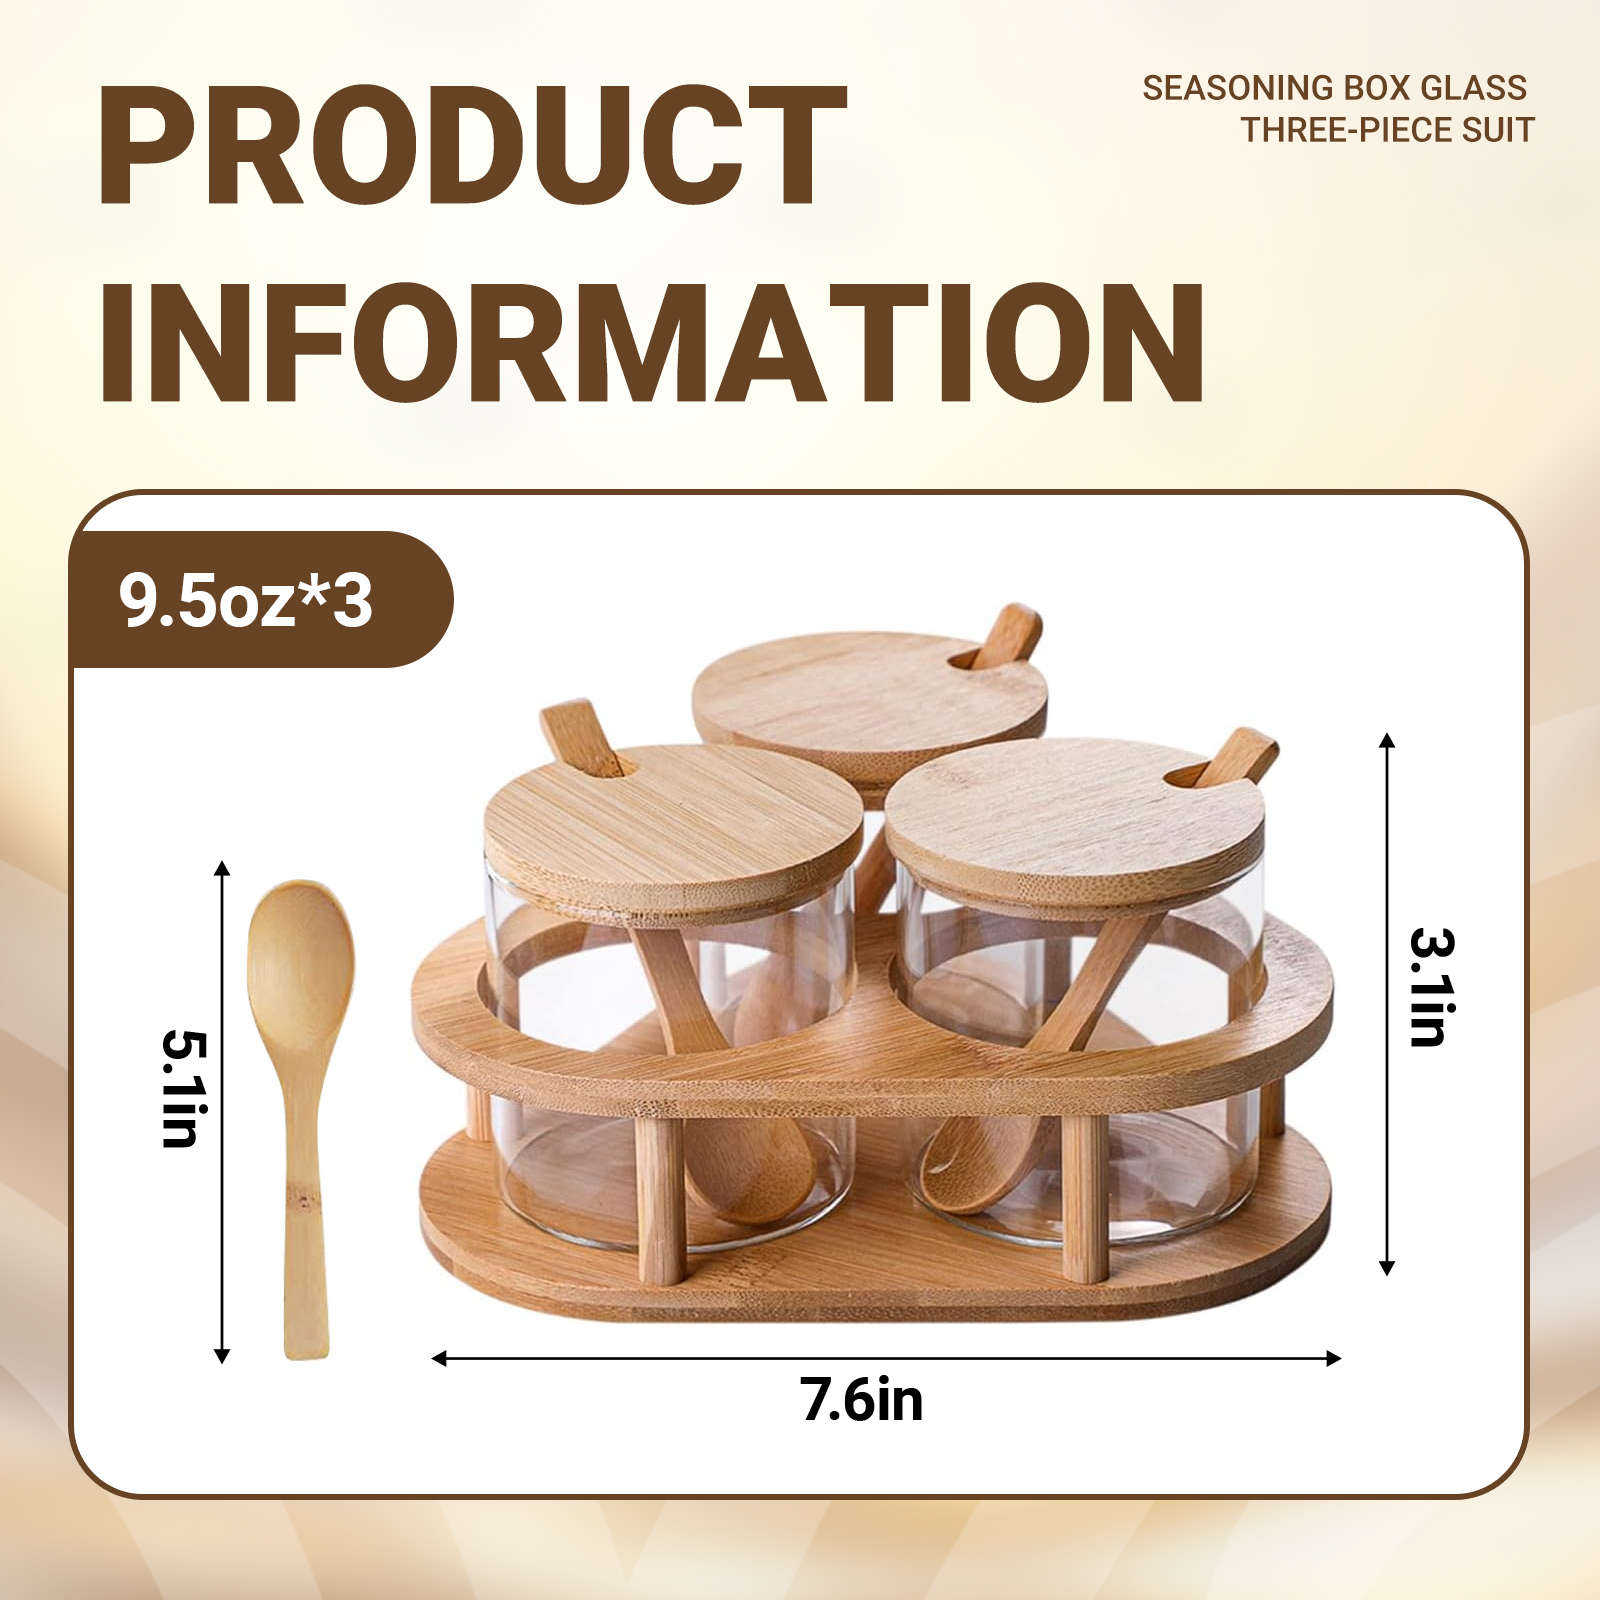 PRODUCT
INFORMATION
SEASONING BOX GLASS
THREE-PIECE SUIT
9.5oz*3
5.1in
3.1in
7.6in